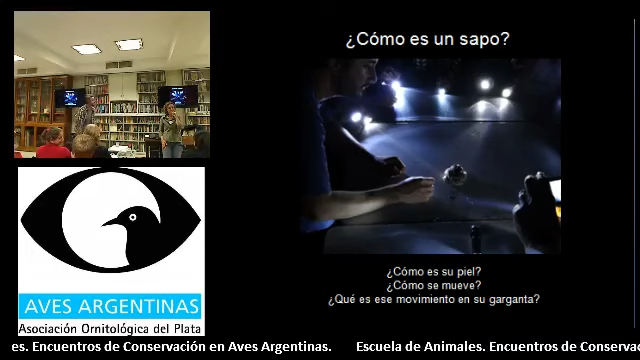 ¿Cómo es un sapo?
AVES ARGENTINAS
Asociación Ornitológica del Plata
¿Cómo es su piel?
¿Cómo se mueve?
¿Qué es ese movimiento en su garganta?
es. Encuentros de Conservación en Aves Argentinas. Escuela de Animales. Encuentros de Conserva